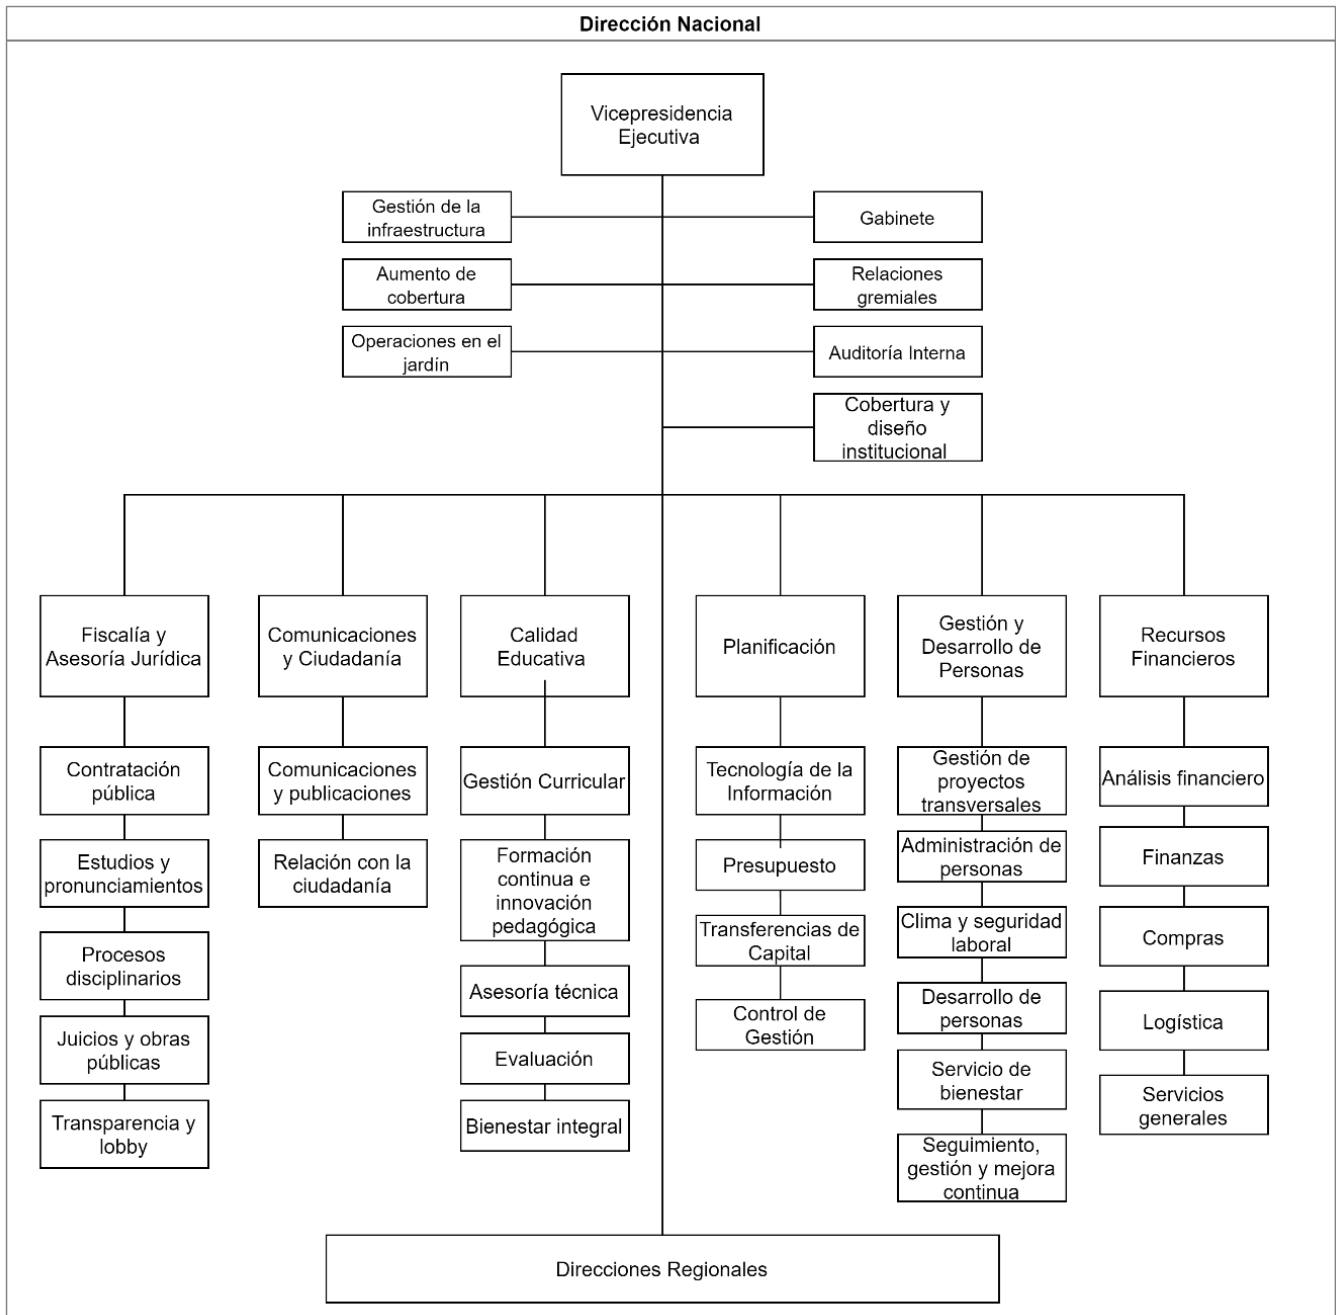 Dirección Nacional
Vicepresidencia
Ejecutiva
Gestión de la
infraestructura
Gabinete
Aumento de
cobertura
Relaciones
gremiales
Operaciones en el
jardín
Auditoría Interna
Cobertura y
diseño
institucional
Fiscalía y
Asesoría Jurídica
Comunicaciones
y Ciudadanía
Calidad
Educativa
Planificación
Gestión y
Desarrollo de
Personas
Recursos
Financieros
Contratación
pública
Estudios y
pronunciamientos
Procesos
disciplinarios
Juicios y obras
públicas
Transparencia y
lobby
Comunicaciones
y publicaciones
Relación con la
ciudadanía
Gestión Curricular
Formación
continua e
innovación
pedagógica
Asesoría técnica
Evaluación
Bienestar integral
Tecnología de la
Información
Presupuesto
Transferencias de
Capital
Control de
Gestión
Gestión de
proyectos
transversales
Administración de
personas
Clima y seguridad
laboral
Desarrollo de
personas
Servicio de
bienestar
Seguimiento,
gestión y mejora
continua
Análisis financiero
Finanzas
Compras
Logística
Servicios
generales
Direcciones Regionales